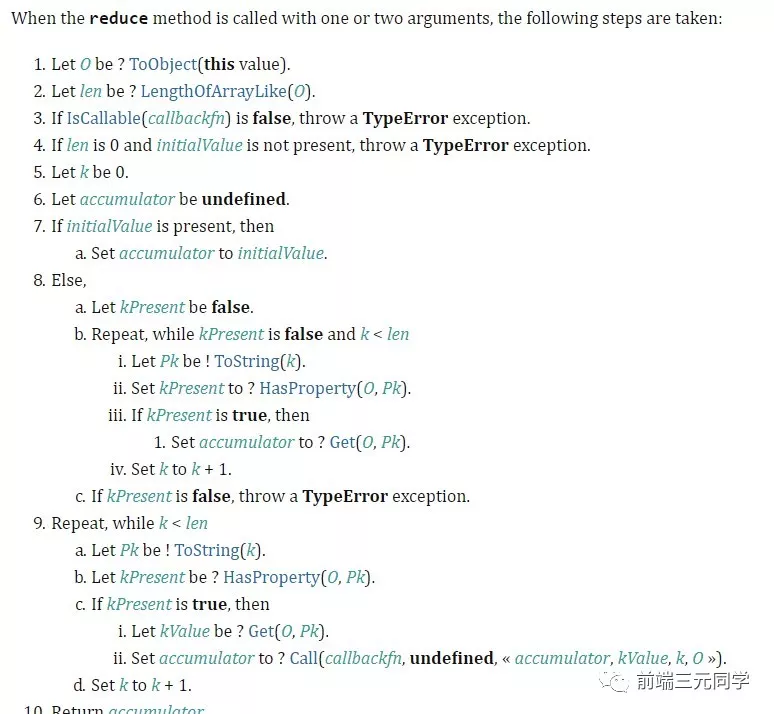 When the reduce method is called with one or two arguments, the following steps are taken:
1. Let O be ? ToObject(this value).
2. Let len be ? LengthOfArrayLike(O).
3. If IsCallable(callbackfn) is false, throw a TypeError exception.
4. If len is 0 and initialValue is not present, throw a TypeError exception.
5. Let k be 0.
6. Let accumulator be undefined.
7. If initialValue is present, then
a. Set accumulator to initialValue.
8. Else,
a. Let kPresent be false.
b. Repeat, while kPresent is false and k < len
i. Let Pk be ! ToString(k).
ii. Set kPresent to ? HasProperty(O, Pk).
iii. If kPresent is true, then
1. Set accumulator to ? Get(O, Pk).
iv. Set k to k + 1.
c. If kPresent is false, throw a TypeError exception.
9. Repeat, while k < len
a. Let Pk be ! ToString(k).
b. Let kPresent be ? HasProperty(O, Pk).
c. If kPresent is true, then
i. Let kValue be ? Get(O, Pk).
ii. Set accumulator to ? Call(callbackfn, undefined, « accumulator, kValue, k, O »).
d. Set k to k + 1.
前端三元同学
10. Return accumulator.